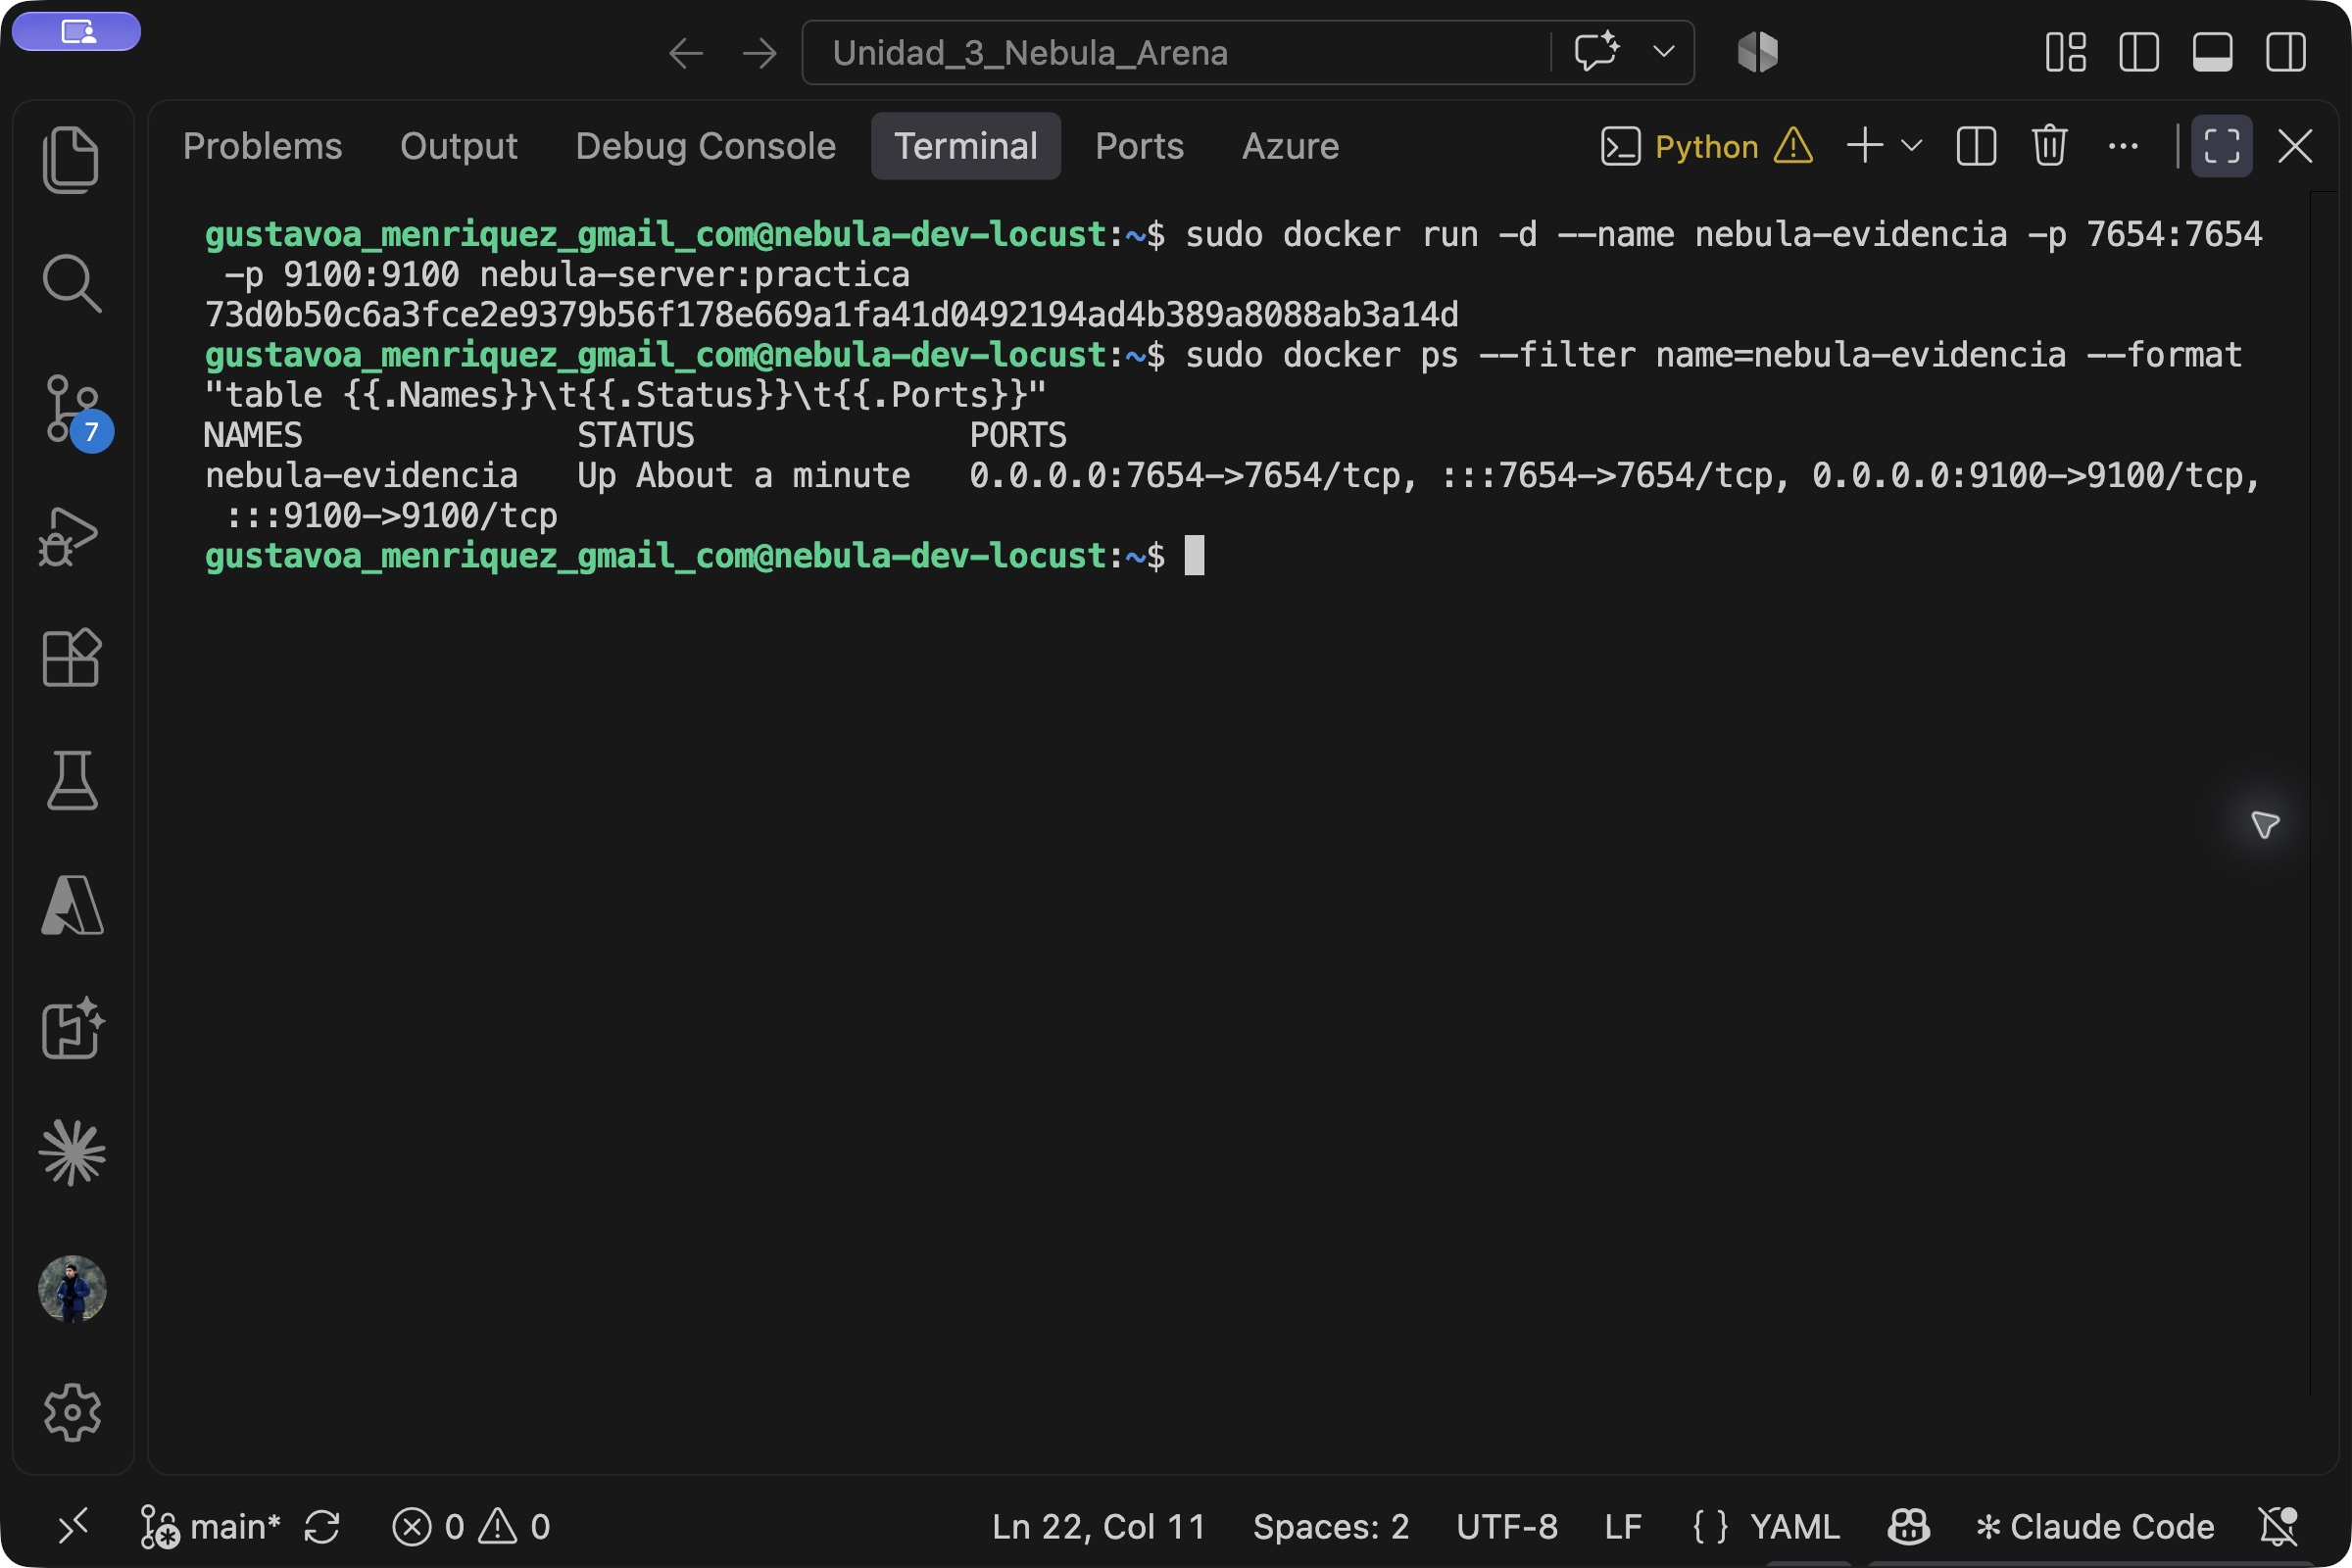 Unidad_3_Nebula_Arena
Problems Output Debug Console Terminal Ports Azure Python
gustavoa_menriquez_gmail_com@nebula-dev-locust:~$ sudo docker run -d --name nebula-evidencia -p 7654:7654
-p 9100:9100 nebula-server:practica
73d0b50c6a3fce2e9379b56f178e669a1fa41d0492194ad4b389a8088ab3a14d
gustavoa_menriquez_gmail_com@nebula-dev-locust:~$ sudo docker ps --filter name=nebula-evidencia --format
"table {{.Names}}\t{{.Status}}\t{{.Ports}}"
NAMES STATUS PORTS
nebula-evidencia Up About a minute 0.0.0.0:7654->7654/tcp, :::7654->7654/tcp, 0.0.0.0:9100->9100/tcp,
:::9100->9100/tcp
gustavoa_menriquez_gmail_com@nebula-dev-locust:~$
7
main* 0 0 Ln 22, Col 11 Spaces: 2 UTF-8 LF { } YAML Claude Code